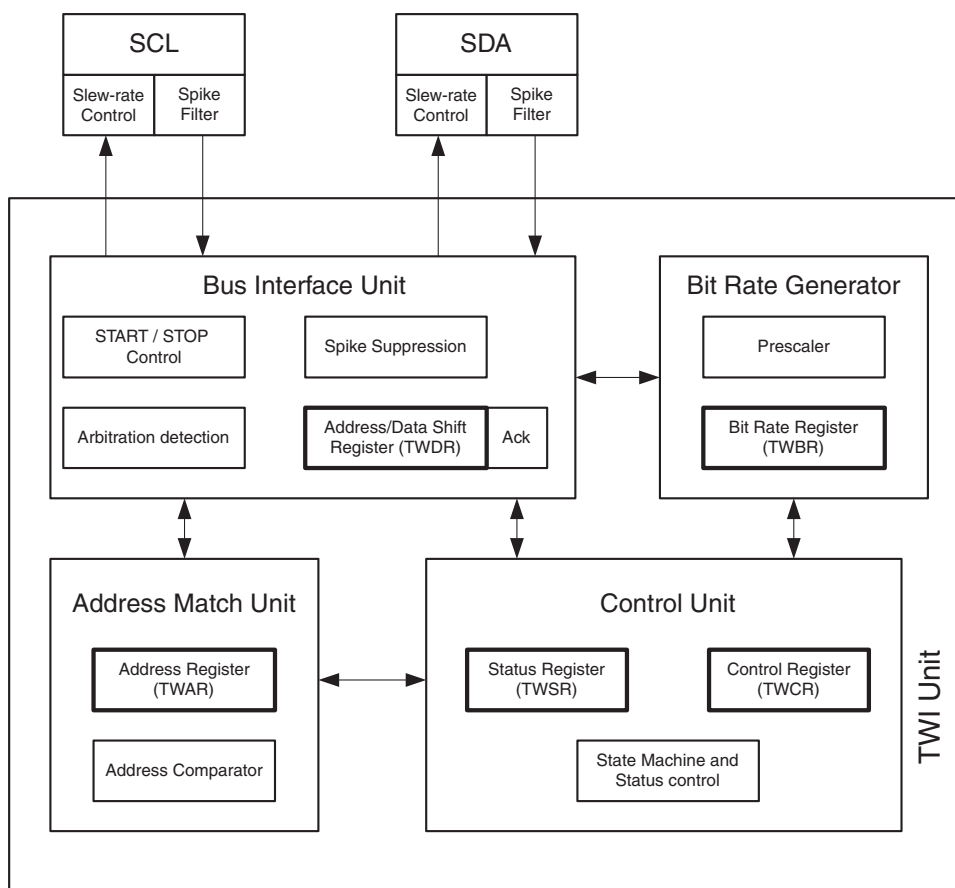 SCL
SDA
Slew-rate
Control
Spike
Filter
Slew-rate
Control
Spike
Filter
Bus Interface Unit
START / STOP
Control
Spike Suppression
Arbitration detection
Address/Data Shift
Register (TWDR)
Ack
Bit Rate Generator
Prescaler
Bit Rate Register
(TWBR)
Address Match Unit
Address Register
(TWAR)
Address Comparator
Control Unit
Status Register
(TWSR)
Control Register
(TWCR)
State Machine and
Status control
TWI Unit